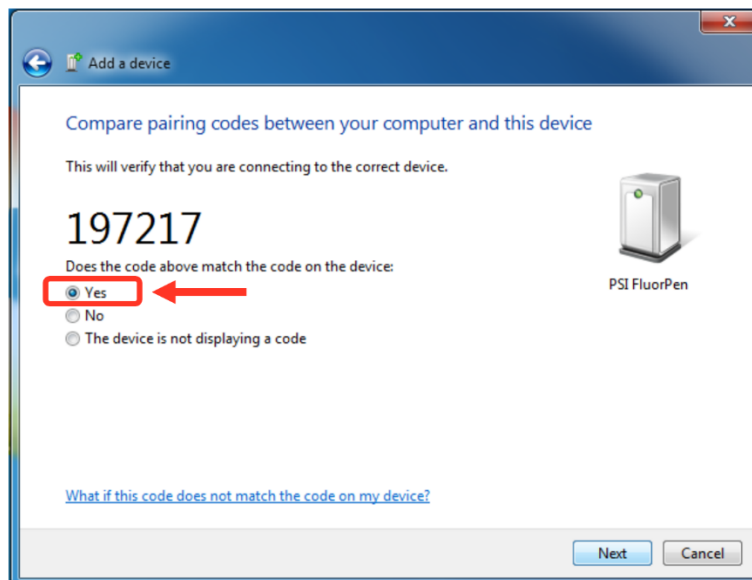 Add a device
Compare pairing codes between your computer and this device
This will verify that you are connecting to the correct device.
197217
Does the code above match the code on the device:
Yes
No
The device is not displaying a code
PSI FluorPen
What if this code does not match the code on my device?
Next
Cancel